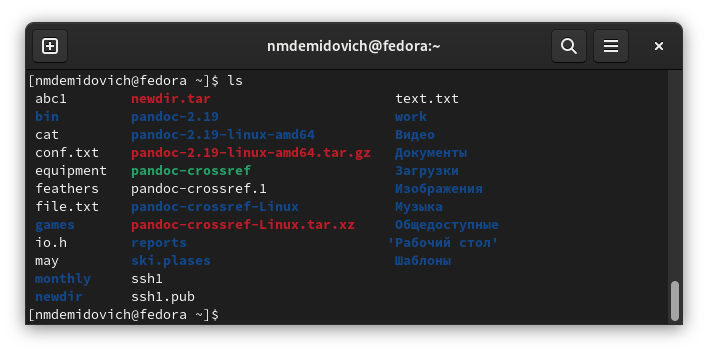 nmdemidovich@fedora:~
[nmdemidovich@fedora ~]$ ls
abc1 newdir.tar text.txt
bin pandoc-2.19 work
cat pandoc-2.19-linux-amd64 Видео
conf.txt pandoc-2.19-linux-amd64.tar.gz Документы
equipment pandoc-crossref Загрузки
feathers pandoc-crossref.1 Изображения
file.txt pandoc-crossref-Linux Музыка
games pandoc-crossref-Linux.tar.xz Общедоступные
io.h reports 'Рабочий стол'
may ski.plases Шаблоны
monthly ssh1
newdir ssh1.pub
[nmdemidovich@fedora ~]$